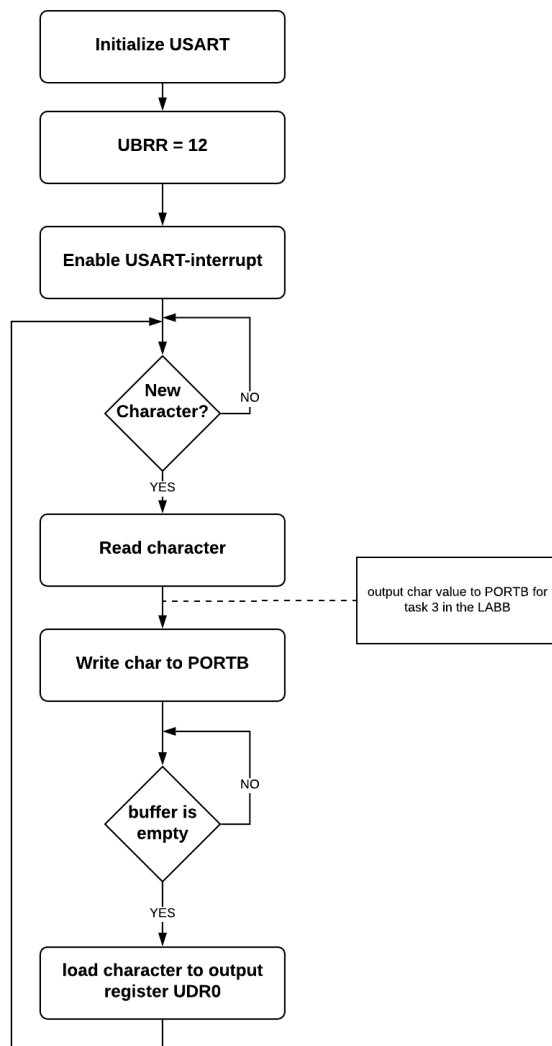 Initialize USART
UBRR = 12
Enable USART-interrupt
New
Character?
NO
YES
Read character
output char value to PORTB for
task 3 in the LABB
Write char to PORTB
NO
buffer is
empty
YES
load character to output
register UDR0